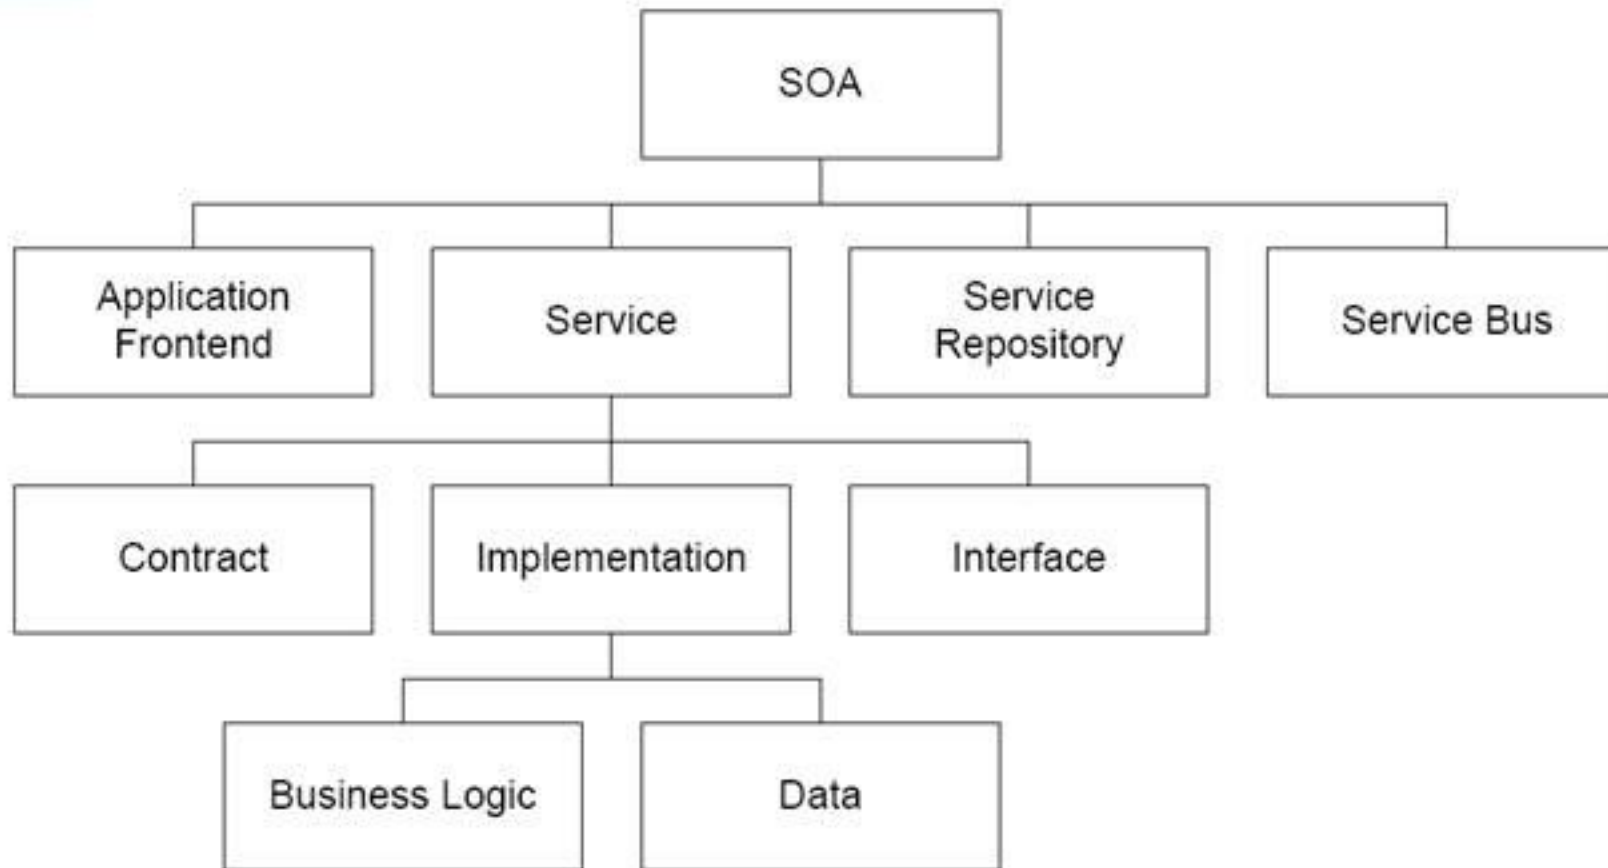 SOA
Application
Frontend
Service
Service
Repository
Service Bus
Contract
Implementation
Interface
Business Logic
Data